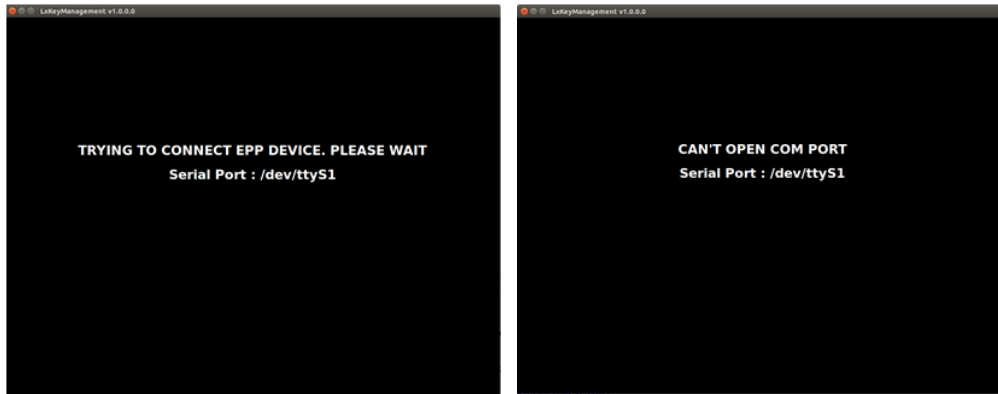 LxKeyManagement v1.0.0.0
TRYING TO CONNECT EPP DEVICE. PLEASE WAIT
Serial Port : /dev/ttyS1
LxKeyManagement v1.0.0.0
CAN'T OPEN COM PORT
Serial Port : /dev/ttyS1